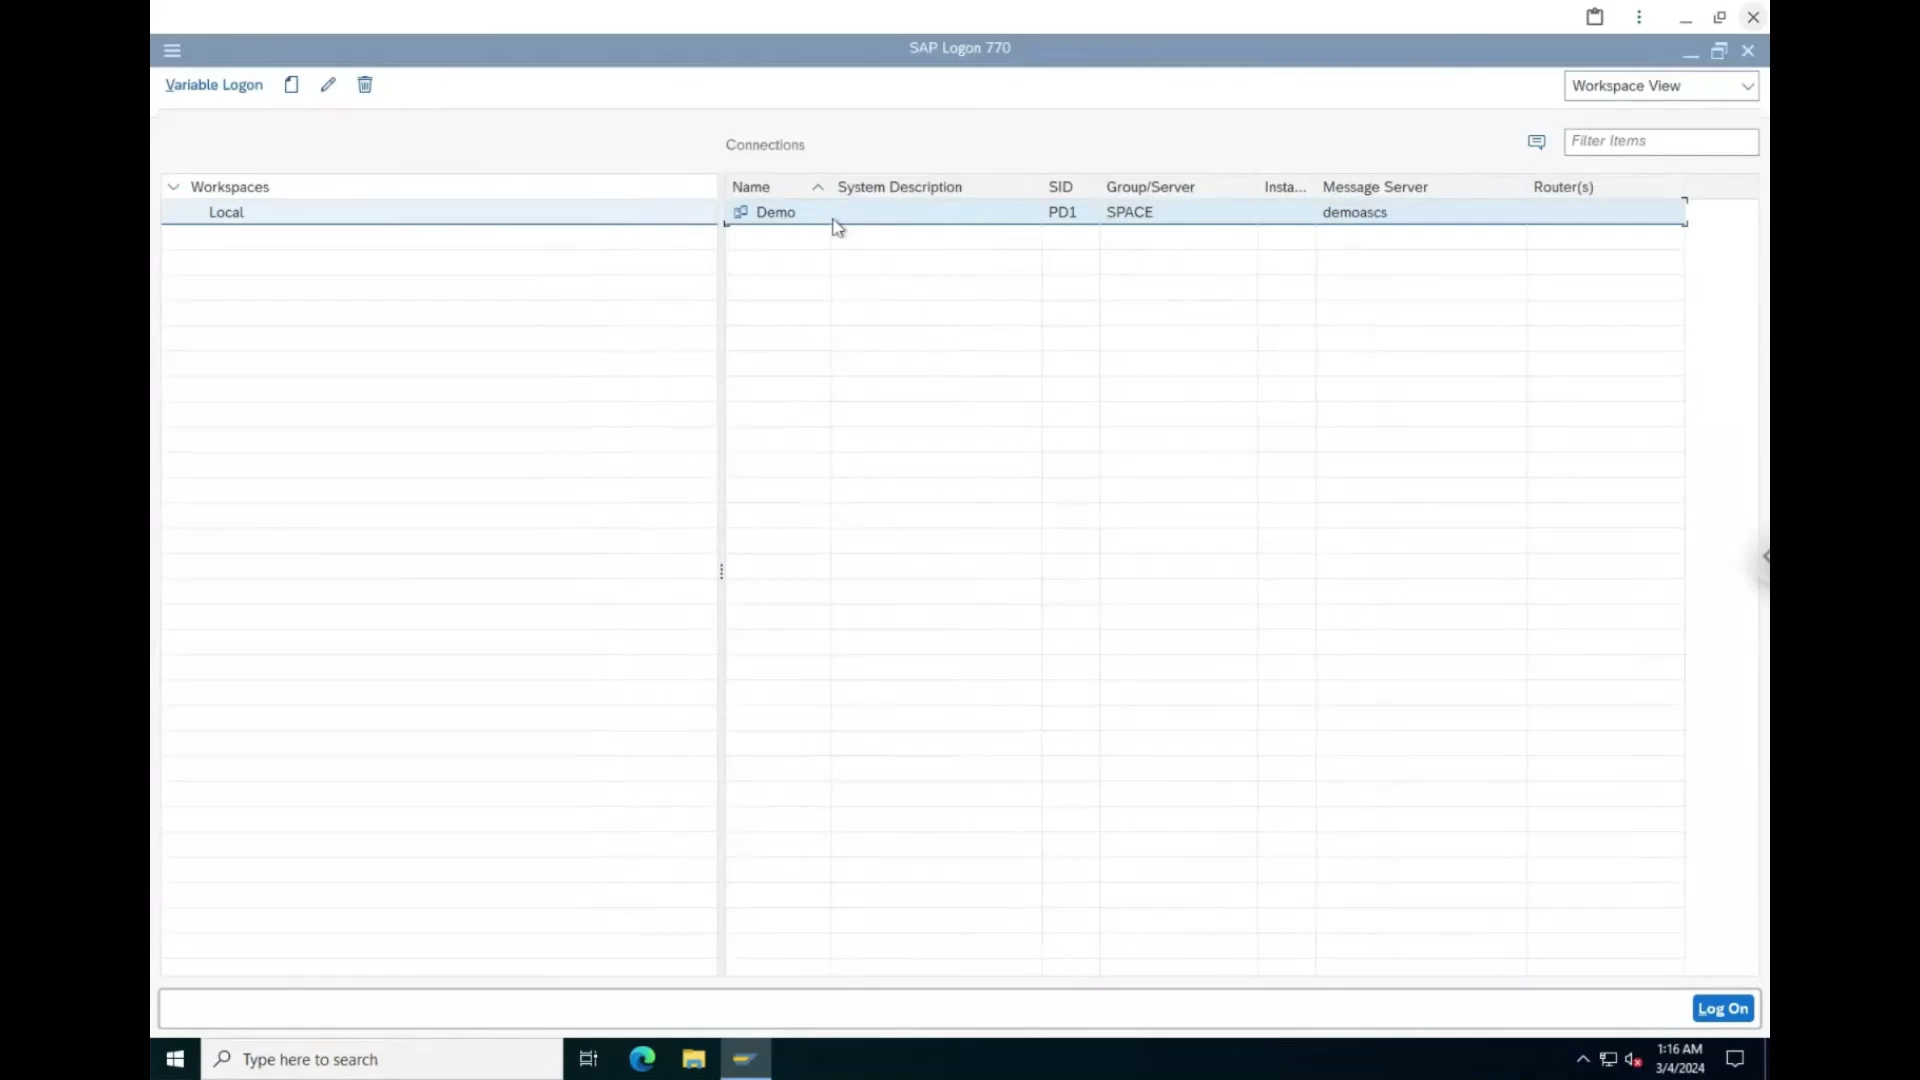 SAP Logon 770
Variable Logon
Workspace View
Connections
Filter Items
Workspaces
Name System Description SID Group/Server Insta... Message Server Router(s)
Local
Demo PD1 SPACE demoascs
Log On
Type here to search
1:16 AM
3/4/2024